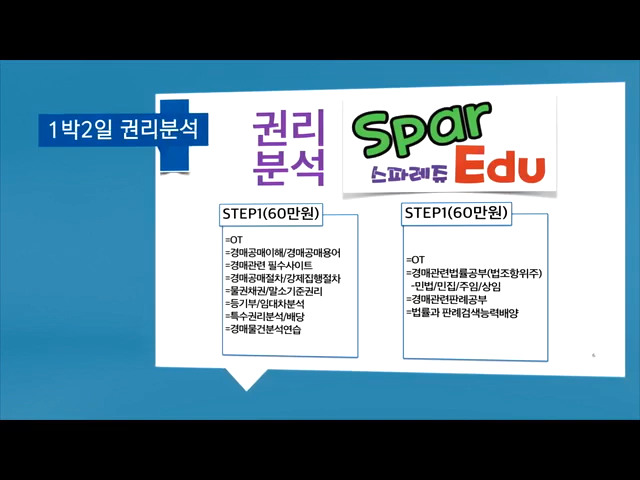 1박2일 권리분석
권리
분석
Spar
스파레쥬 Edu
STEP1(60만원)
=OT
=경매공매이해/경매공매용어
=경매관련 필수사이트
=경매공매절차/강제집행절차
=물권채권/말소기준권리
=등기부/임대차분석
=특수권리분석/배당
=경매물건분석연습
STEP1(60만원)
=OT
=경매관련법률공부(법조항위주)
-민법/민집/주임/상임
=경매관련판례공부
=법률과 판례검색능력배양
6